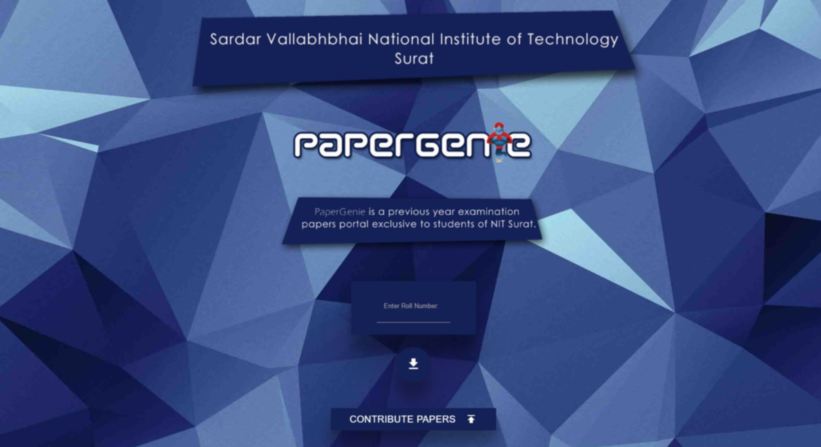 Sardar Vallabhbhai National Institute of Technology
Surat
PAPERGENIE
PaperGenie is a previous year examination
papers portal exclusive to students of NIT Surat.
Enter Roll Number
CONTRIBUTE PAPERS